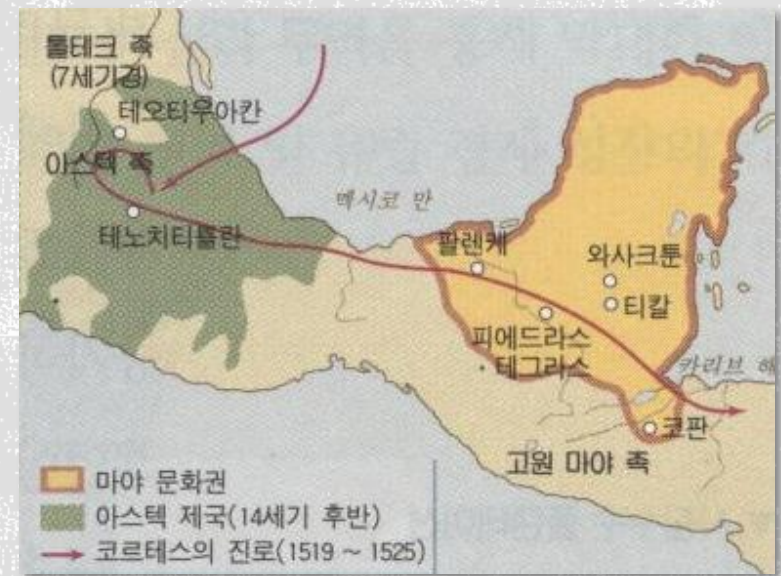 톨테크 족
(7세기경)
테오티우아칸
아스텍 족
테노치티틀란
멕시코 만
팔렌케
와사크툰
티칼
피에드라스
테그라스
카리브 해
코판
고원 마야 족
마야 문화권
아스텍 제국(14세기 후반)
코르테스의 진로(1519 ~ 1525)